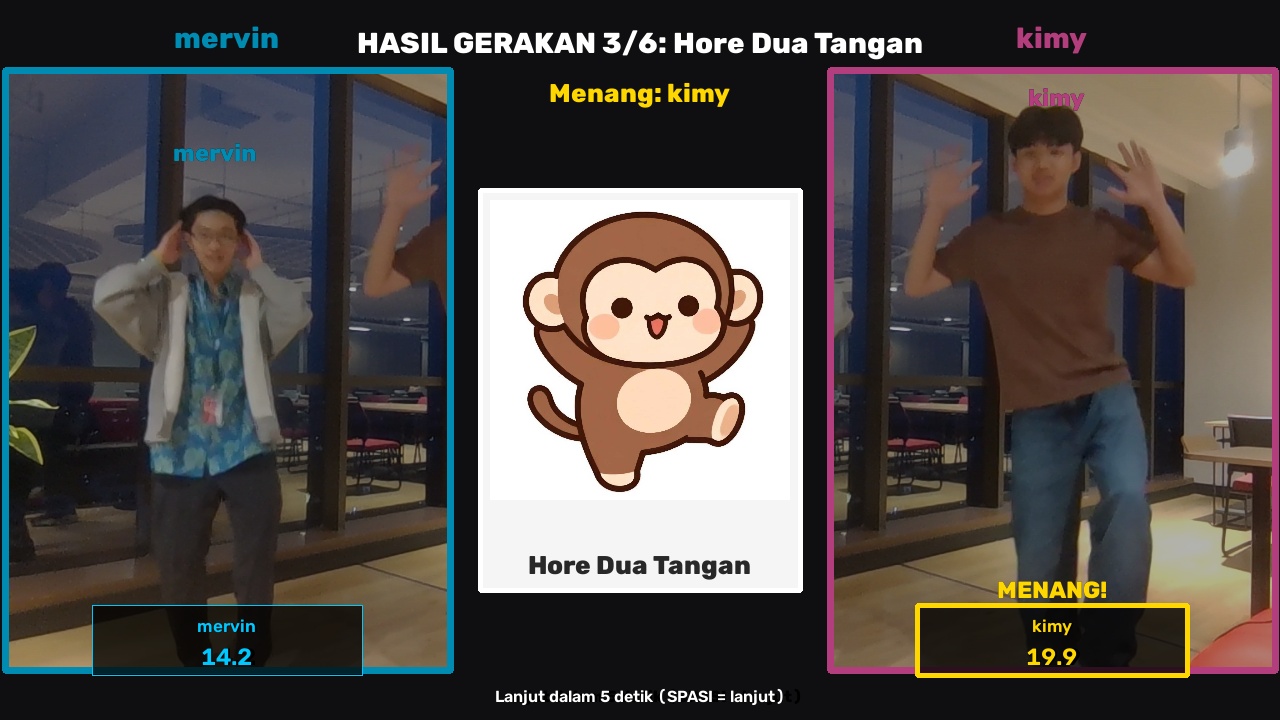 mervin
HASIL GERAKAN 3/6: Hore Dua Tangan
kimy
Menang: kimy
mervin
kimy
Hore Dua Tangan
MENANG!
mervin
14.2
kimy
19.9
Lanjut dalam 5 detik (SPASI = lanjut)